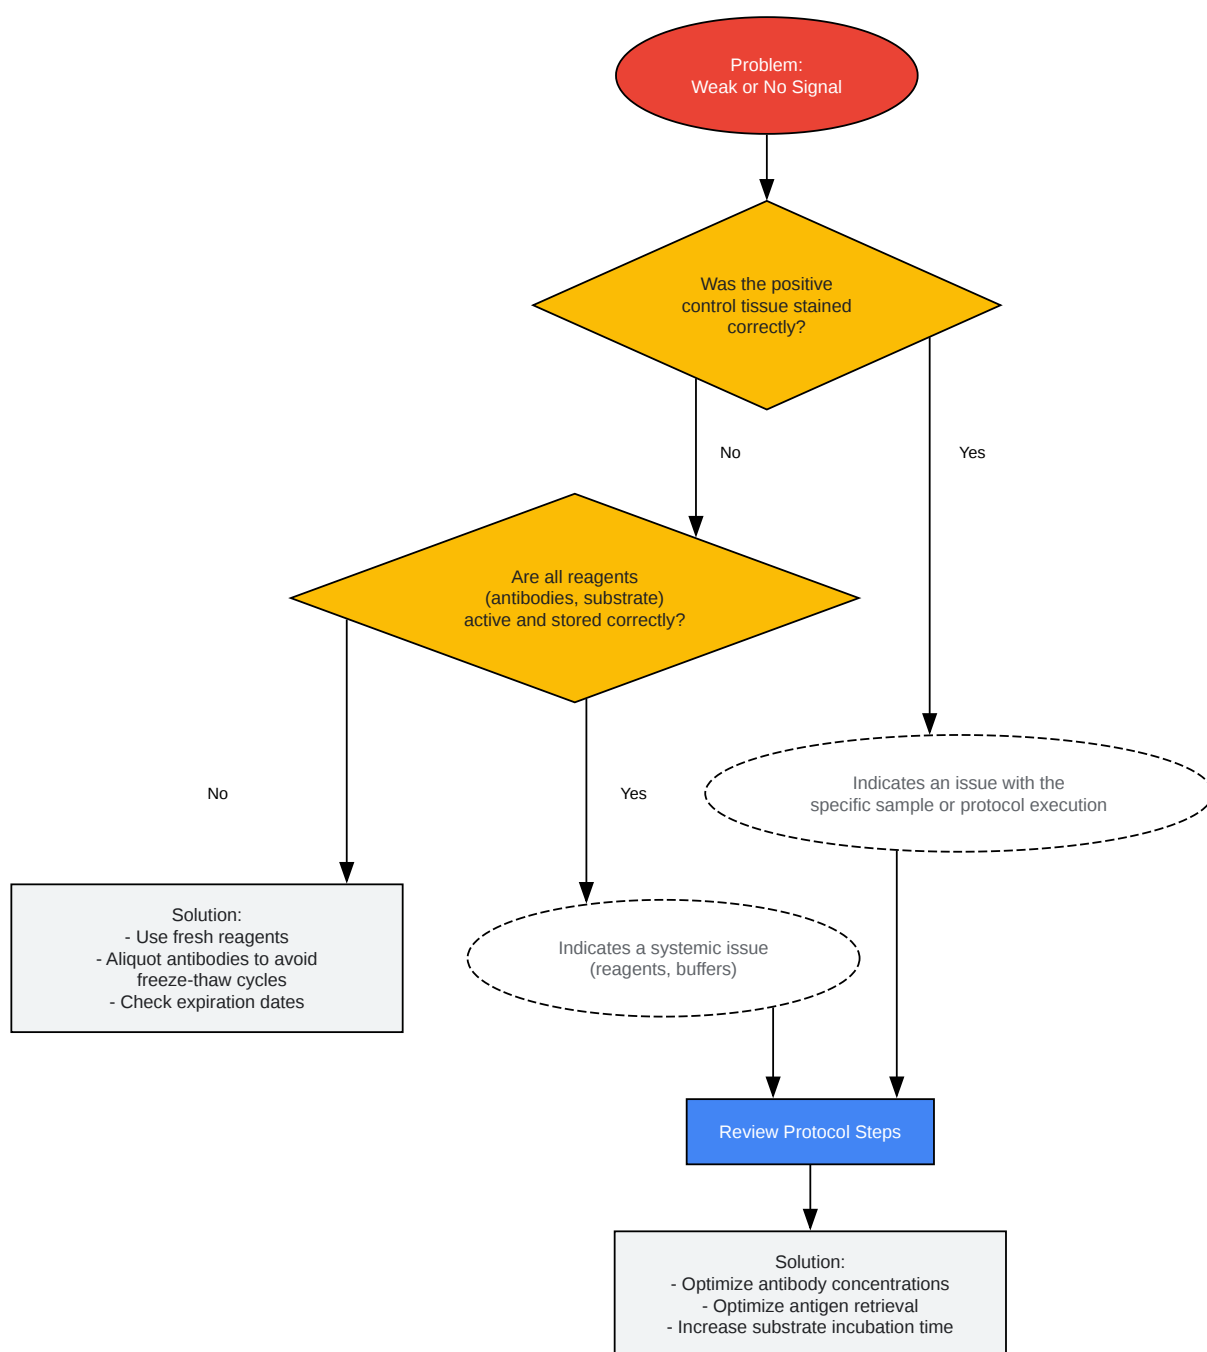 Problem:
Weak or No Signal
Was the positive
control tissue stained
correctly?
No
Yes
Are all reagents
(antibodies, substrate)
active and stored correctly?
No
Yes
Indicates an issue with the
specific sample or protocol execution
Solution:
- Use fresh reagents
- Aliquot antibodies to avoid
freeze-thaw cycles
- Check expiration dates
Indicates a systemic issue
(reagents, buffers)
Review Protocol Steps
Solution:
- Optimize antibody concentrations
- Optimize antigen retrieval
- Increase substrate incubation time